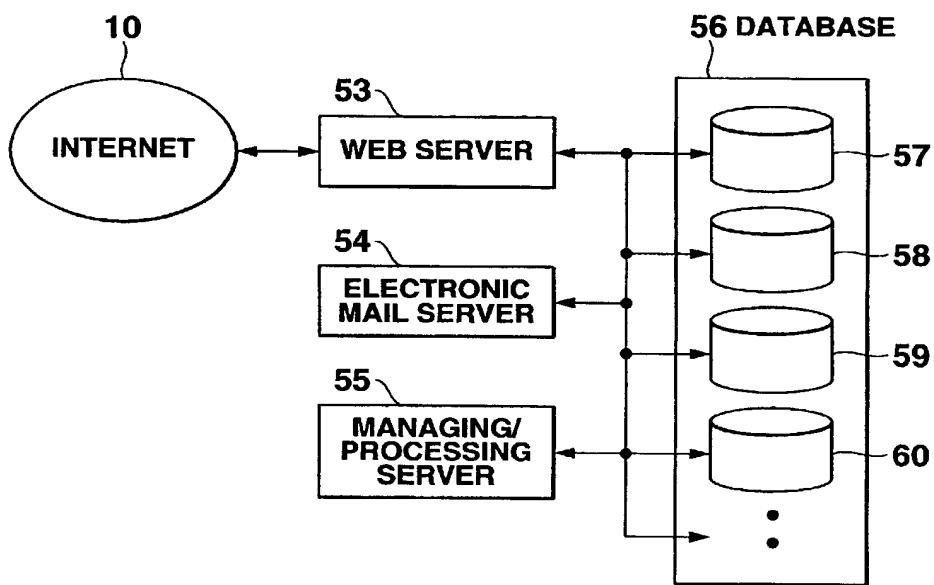 10
56 DATABASE
53
INTERNET
WEB SERVER
57
54
58
ELECTRONIC
MAIL SERVER
59
55
MANAGING/
PROCESSING
SERVER
60